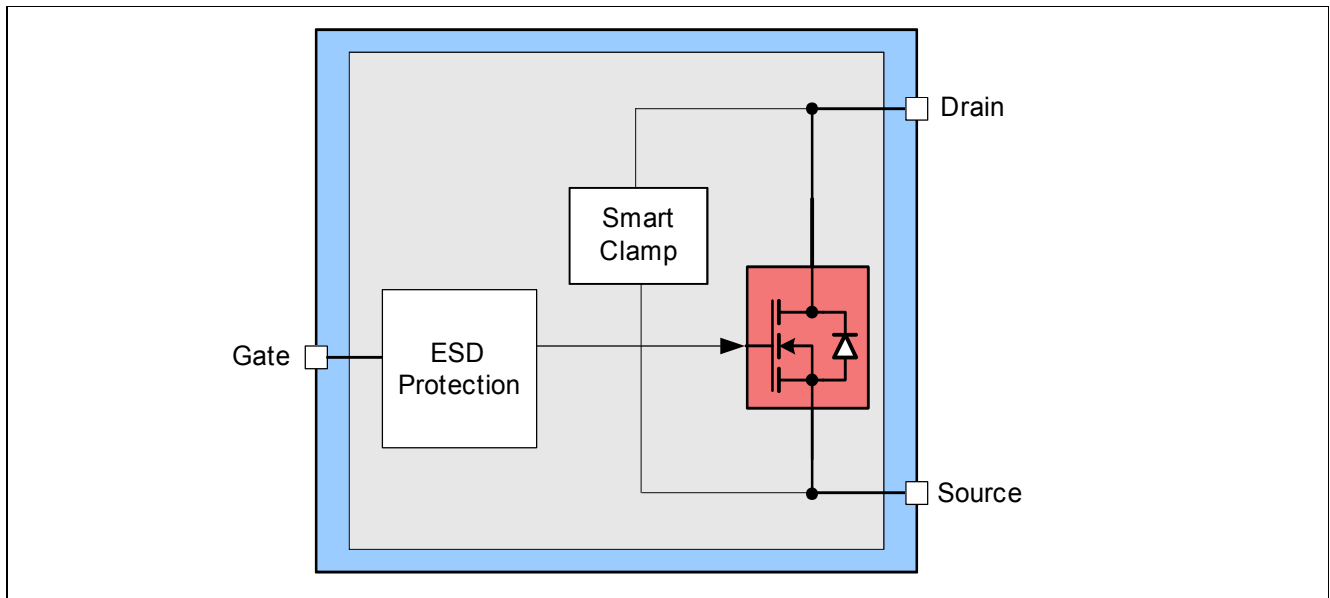 Drain
Smart
Clamp
Gate
ESD
Protection
Source